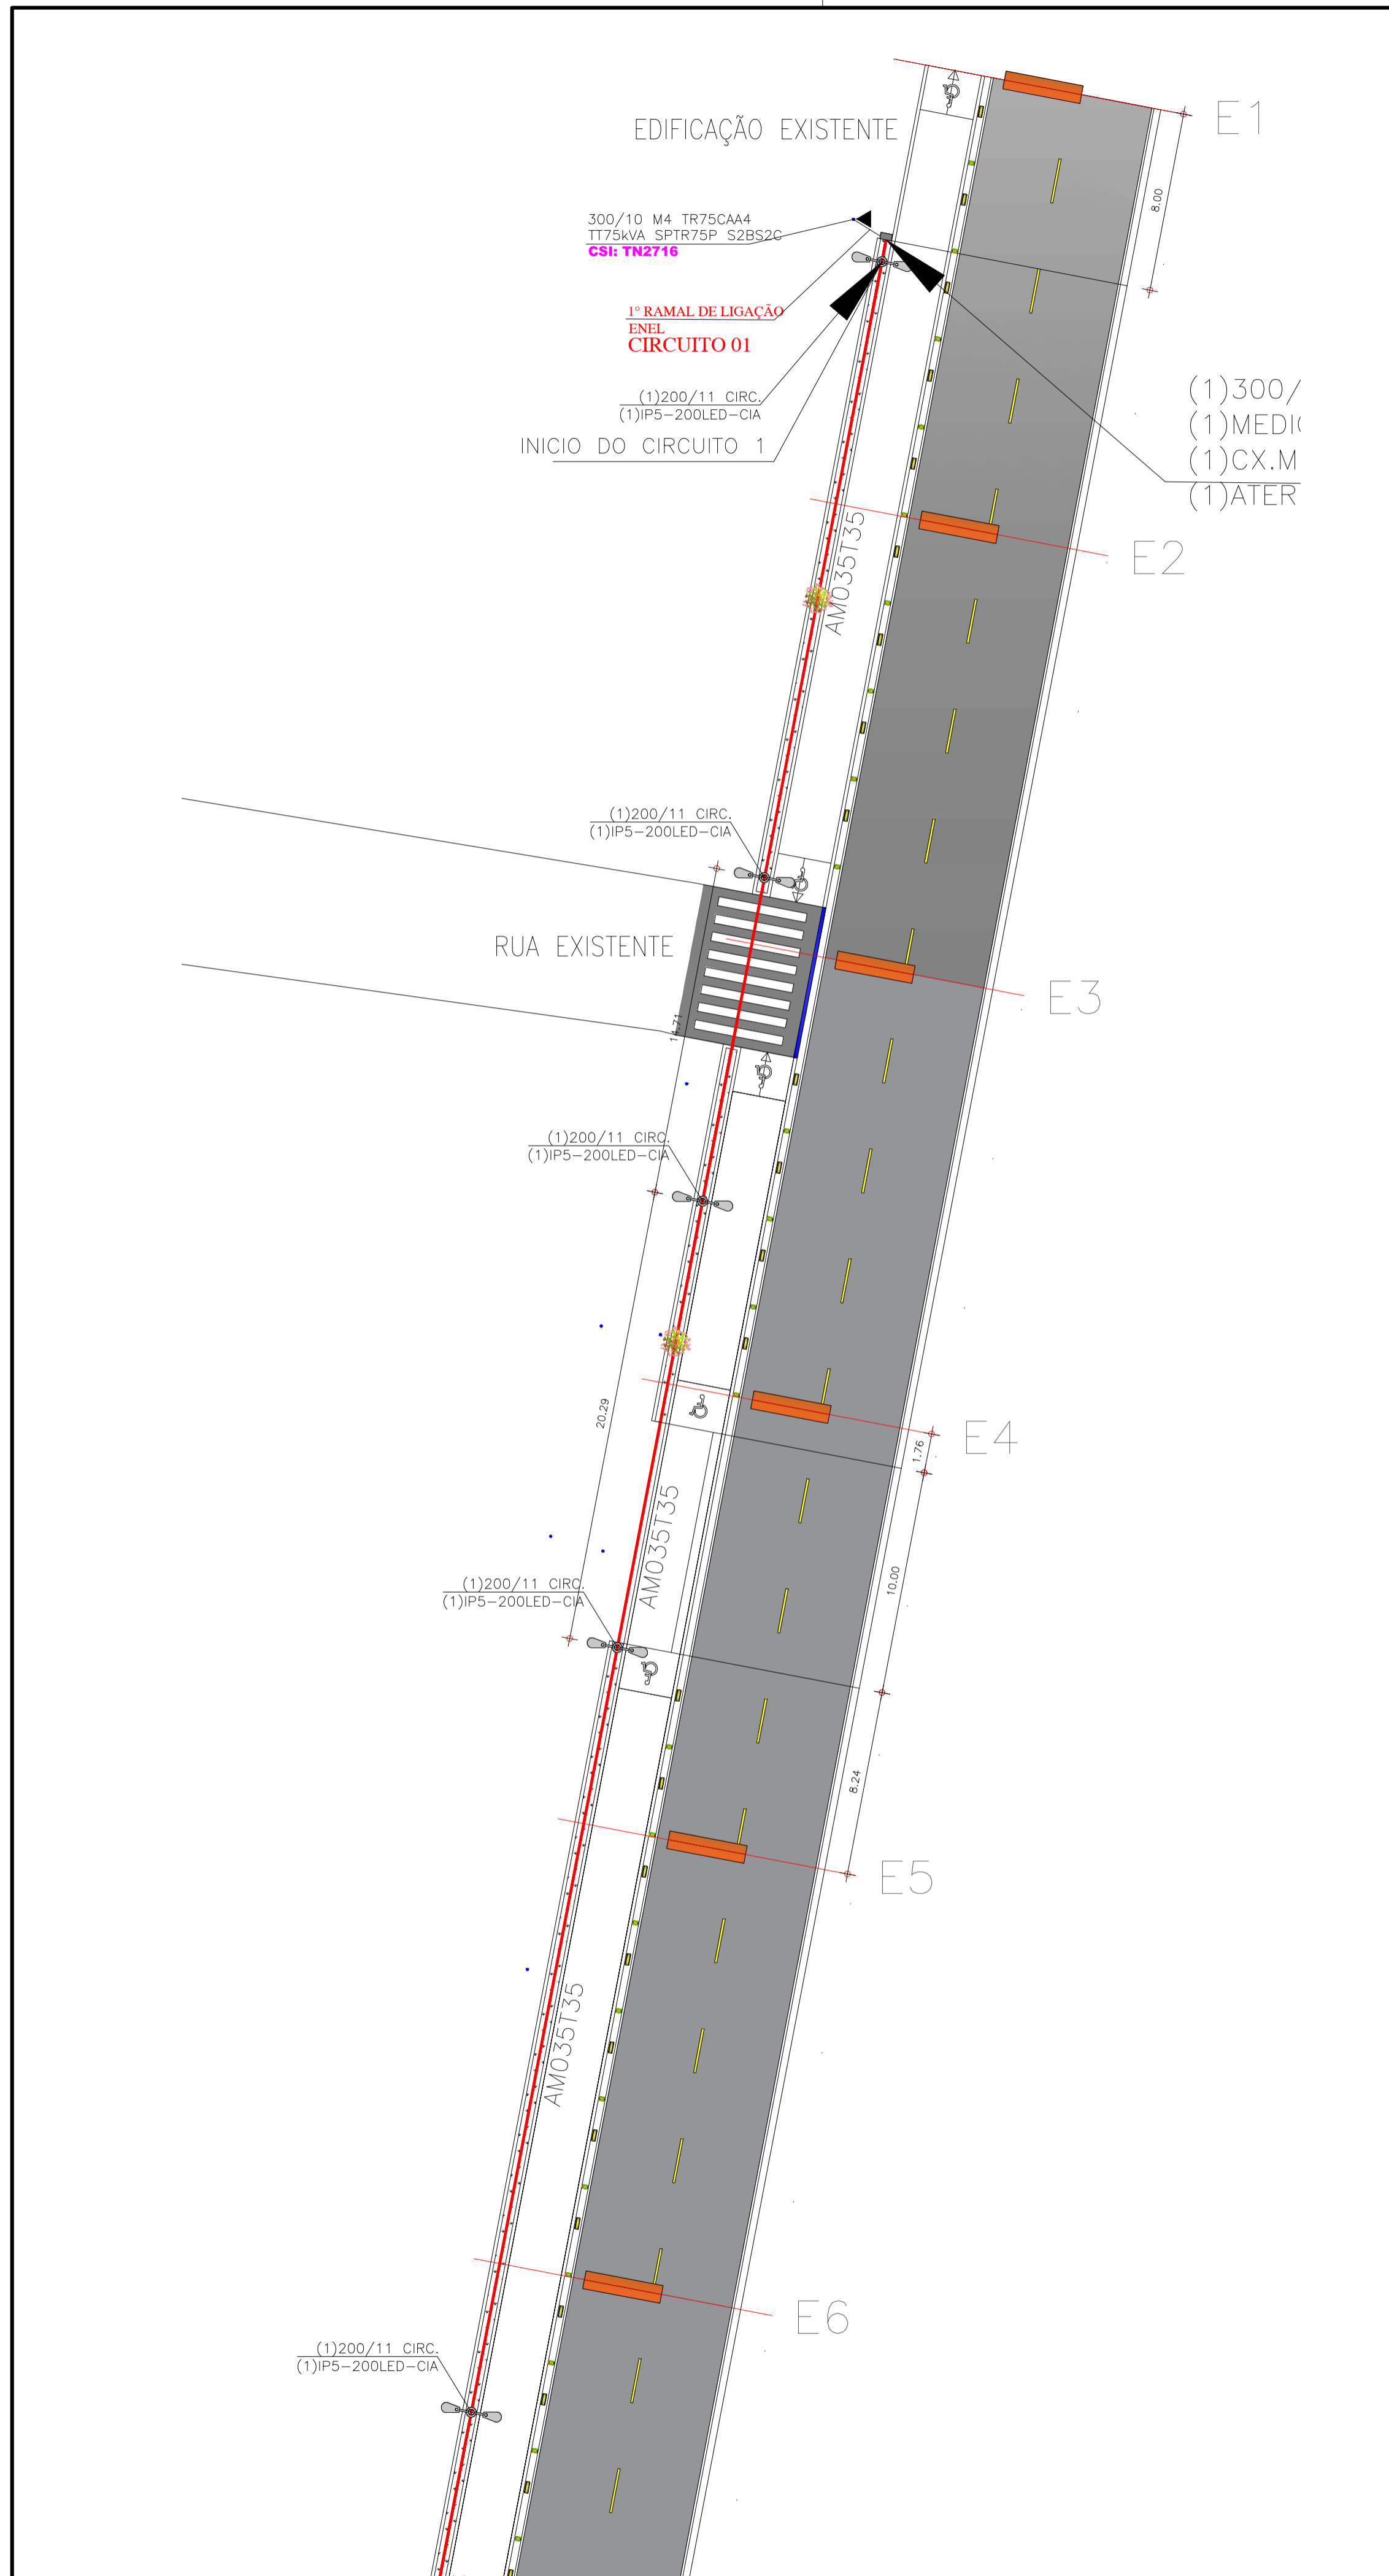 E1
EDIFICAÇÃO EXISTENTE
8.00
300/10 M4 TR75CAA4
TT75kVA SPTR75P S2BS2C
CSI: TN2716
1° RAMAL DE LIGAÇÃO
ENEL
CIRCUITO 01
(1)200/11 CIRC.
(1)IP5-200LED-CIA
INICIO DO CIRCUITO 1
(1)300/
(1)MEDI
(1)CX.M
(1)ATER
E2
AM035T35
(1)200/11 CIRC.
(1)IP5-200LED-CIA
RUA EXISTENTE
E3
14.71
(1)200/11 CIRC.
(1)IP5-200LED-CIA
20.29
E4
1.76
AM035T35
10.00
(1)200/11 CIRC.
(1)IP5-200LED-CIA
8.24
E5
AM035T35
E6
(1)200/11 CIRC.
(1)IP5-200LED-CIA